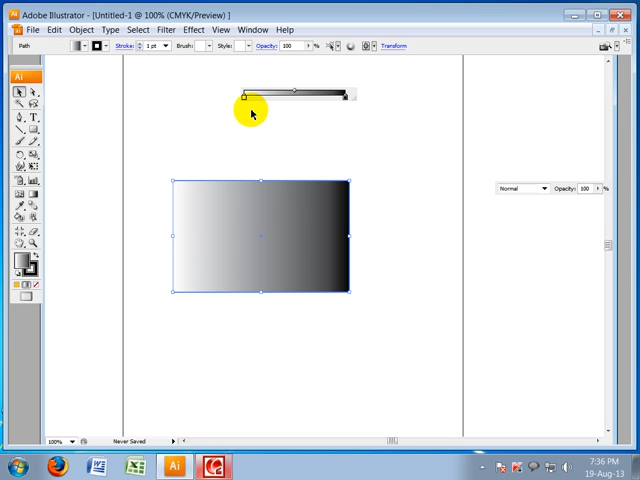 Adobe Illustrator - [Untitled-1 @ 100% (CMYK/Preview) ]
File Edit Object Type Select Filter Effect View Window Help
Path Stroke: 1 pt Brush: Style: Opacity: 100 % Transform
Ai
T
Normal Opacity: 100 %
100% Never Saved
W Ai
7:36 PM
19-Aug-13